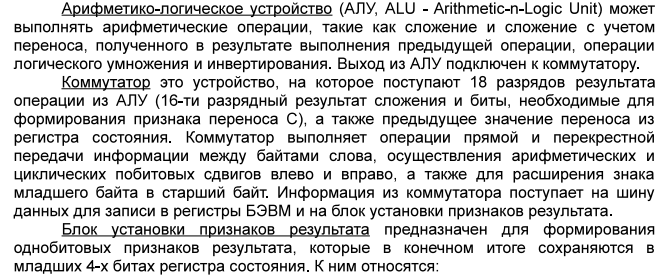 Арифметико-логическое устройство (АЛУ, ALU - Arithmetic-n-Logic Unit) может
выполнять арифметические операции, такие как сложение и сложение с учетом
переноса, полученного в результате выполнения предыдущей операции, операции
логического умножения и инвертирования. Выход из АЛУ подключен к коммутатору.
Коммутатор это устройство, на которое поступают 18 разрядов результата
операции из АЛУ (16-ти разрядный результат сложения и биты, необходимые для
формирования признака переноса C), а также предыдущее значение переноса из
регистра состояния. Коммутатор выполняет операции прямой и перекрестной
передачи информации между байтами слова, осуществления арифметических и
циклических побитовых сдвигов влево и вправо, а также для расширения знака
младшего байта в старший байт. Информация из коммутатора поступает на шину
данных для записи в регистры БЭВМ и на блок установки признаков результата.
Блок установки признаков результата предназначен для формирования
однобитовых признаков результата, которые в конечном итоге сохраняются в
младших 4-х битах регистра состояния. К ним относятся: